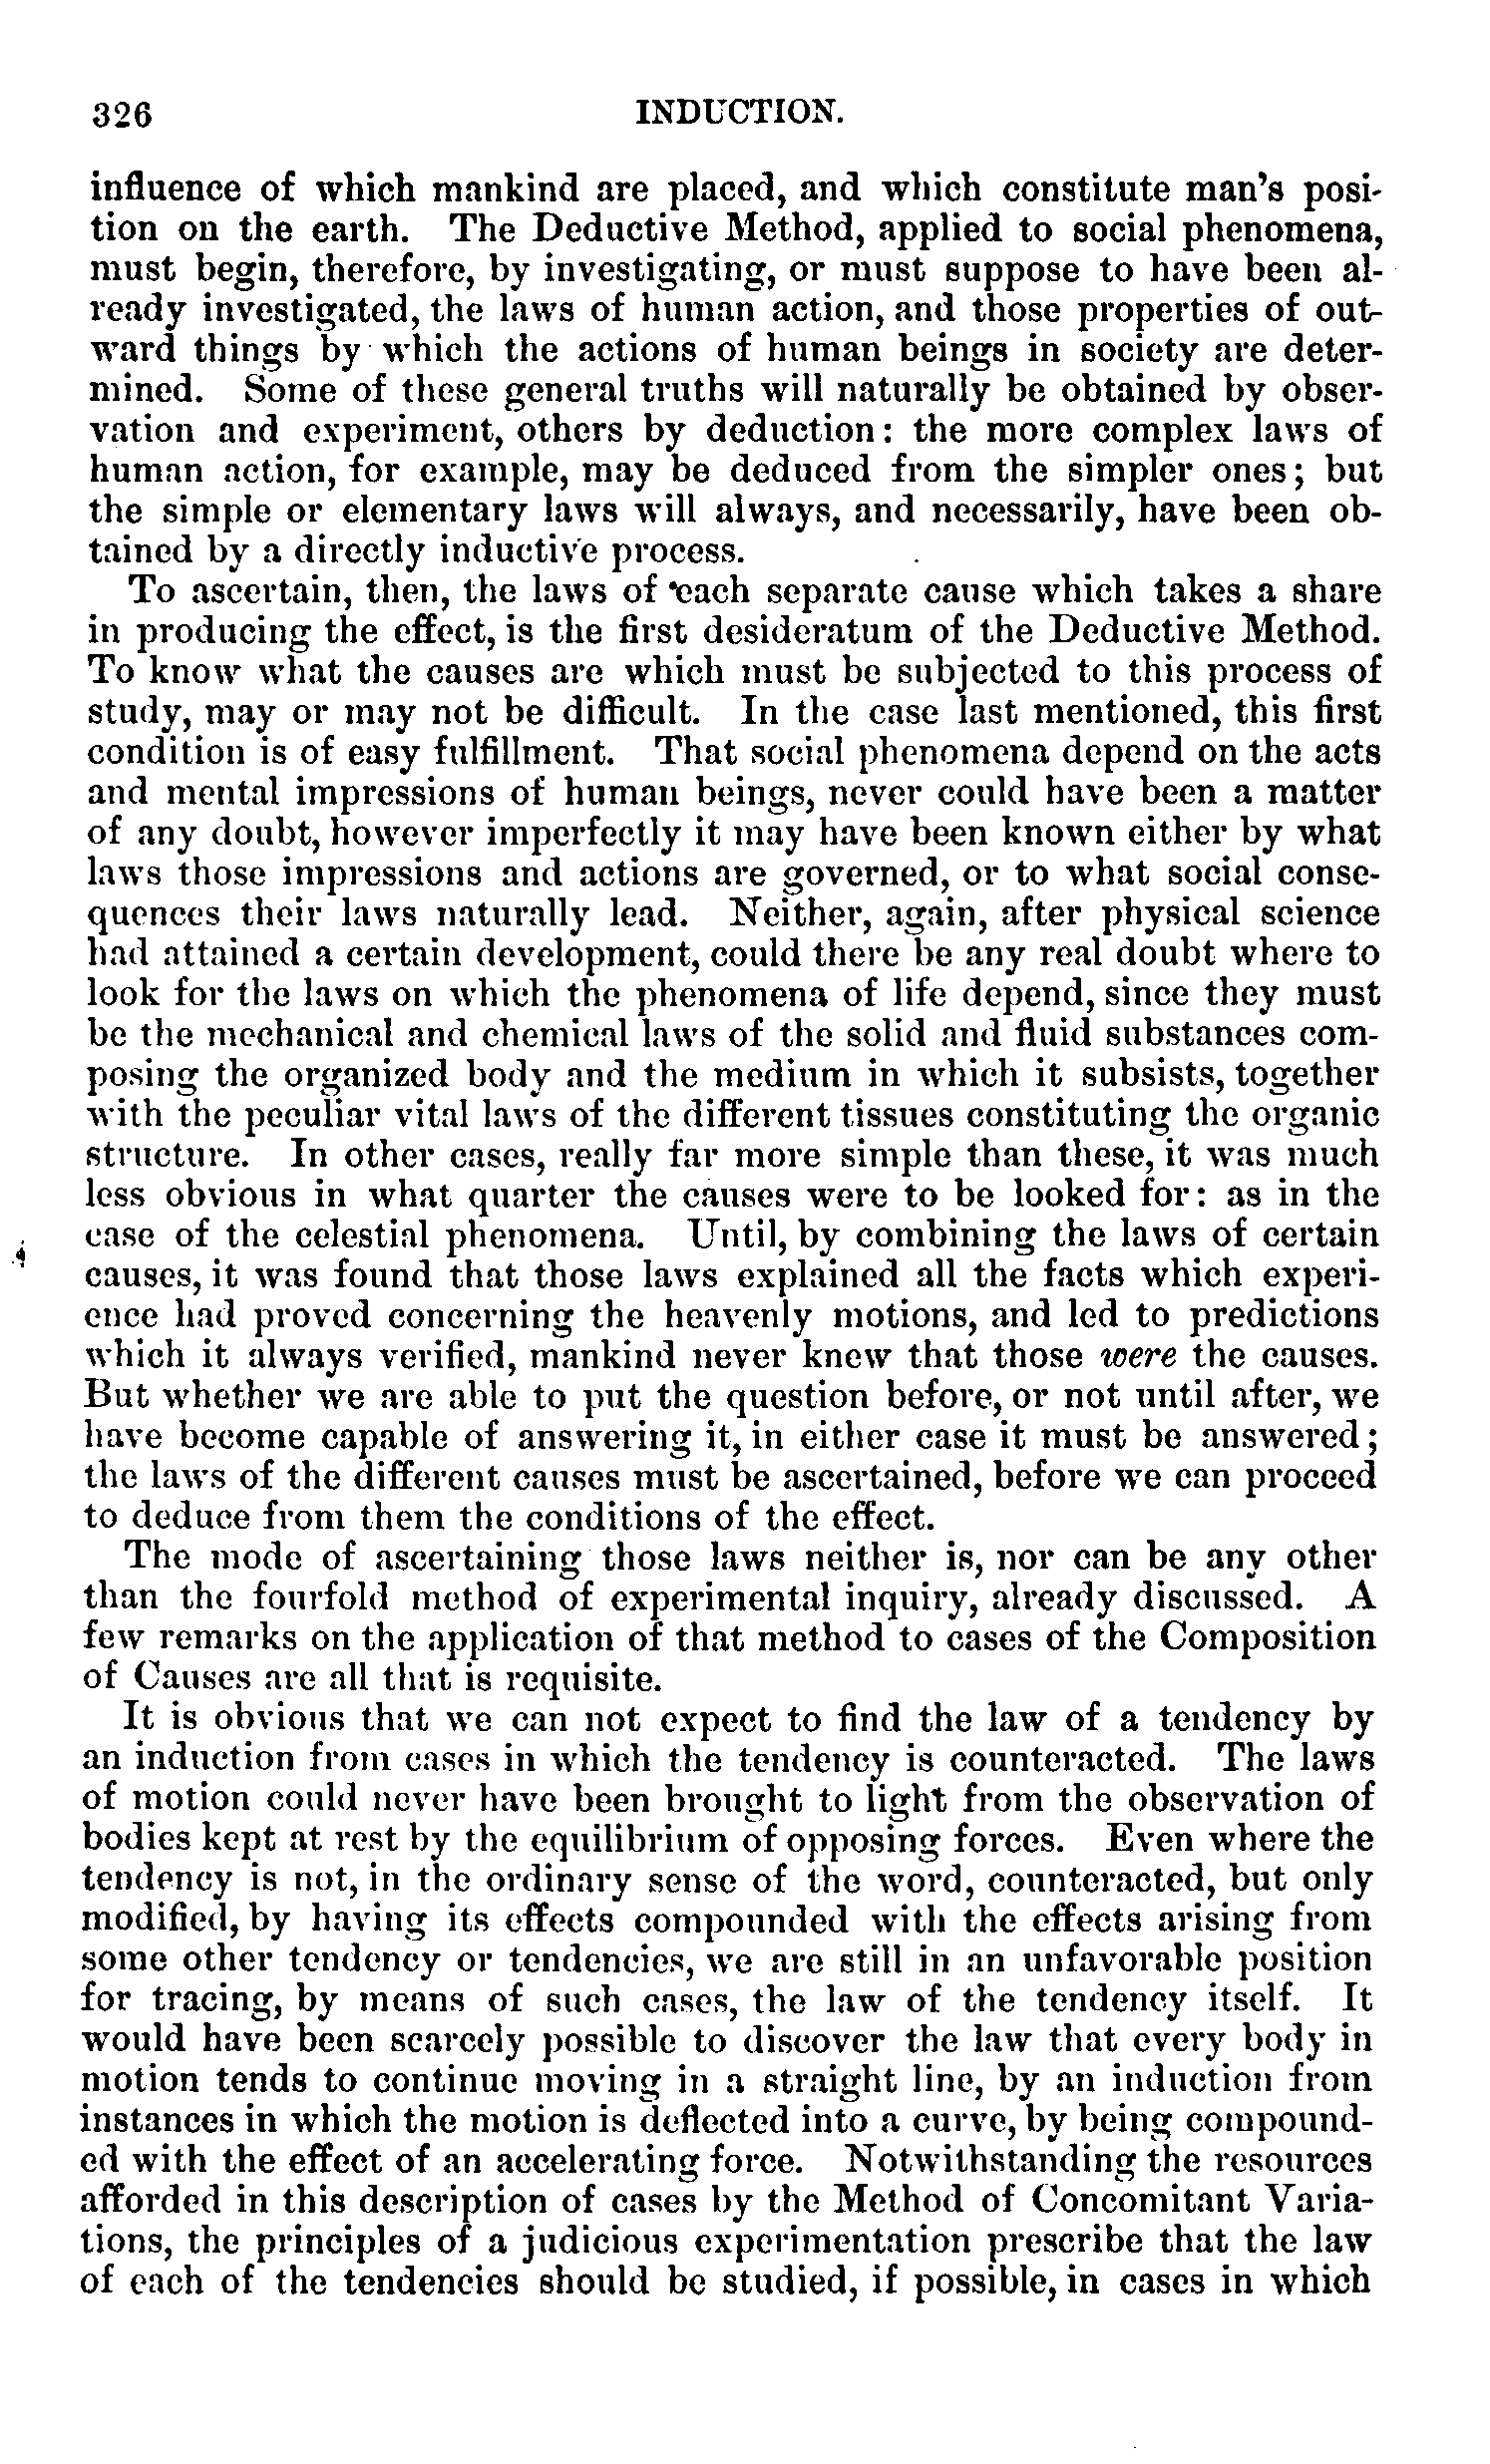 326 INDUCTION.
influence of which mankind are placed, and which constitute man's posi-
tion on the earth. The Deductive Method, applied to social phenomena,
must begin, therefore, by investigating, or must suppose to have been al-
ready investigated, the laws of human action, and those properties of out-
ward things by which the actions of human beings in society are deter-
mined. Some of these general truths will naturally be obtained by obser-
vation and experiment, others by deduction: the more complex laws of
human action, for example, may be deduced from the simpler ones; but
the simple or elementary laws will always, and necessarily, have been ob-
tained by a directly inductive process.
To ascertain, then, the laws of each separate cause which takes a share
in producing the effect, is the first desideratum of the Deductive Method.
To know what the causes are which must be subjected to this process of
study, may or may not be difficult. In the case last mentioned, this first
condition is of easy fulfillment. That social phenomena depend on the acts
and mental impressions of human beings, never could have been a matter
of any doubt, however imperfectly it may have been known either by what
laws those impressions and actions are governed, or to what social conse-
quences their laws naturally lead. Neither, again, after physical science
had attained a certain development, could there be any real doubt where to
look for the laws on which the phenomena of life depend, since they must
be the mechanical and chemical laws of the solid and fluid substances com-
posing the organized body and the medium in which it subsists, together
with the peculiar vital laws of the different tissues constituting the organic
structure. In other cases, really far more simple than these, it was much
less obvious in what quarter the causes were to be looked for: as in the
case of the celestial phenomena. Until, by combining the laws of certain
causes, it was found that those laws explained all the facts which experi-
ence had proved concerning the heavenly motions, and led to predictions
which it always verified, mankind never knew that those were the causes.
But whether we are able to put the question before, or not until after, we
have become capable of answering it, in either case it must be answered;
the laws of the different causes must be ascertained, before we can proceed
to deduce from them the conditions of the effect.
The mode of ascertaining those laws neither is, nor can be any other
than the fourfold method of experimental inquiry, already discussed. A
few remarks on the application of that method to cases of the Composition
of Causes are all that is requisite.
It is obvious that we can not expect to find the law of a tendency by
an induction from cases in which the tendency is counteracted. The laws
of motion could never have been brought to light from the observation of
bodies kept at rest by the equilibrium of opposing forces. Even where the
tendency is not, in the ordinary sense of the word, counteracted, but only
modified, by having its effects compounded with the effects arising from
some other tendency or tendencies, we are still in an unfavorable position
for tracing, by means of such cases, the law of the tendency itself. It
would have been scarcely possible to discover the law that every body in
motion tends to continue moving in a straight line, by an induction from
instances in which the motion is deflected into a curve, by being compound-
ed with the effect of an accelerating force. Notwithstanding the resources
afforded in this description of cases by the Method of Concomitant Varia-
tions, the principles of a judicious experimentation prescribe that the law
of each of the tendencies should be studied, if possible, in cases in which